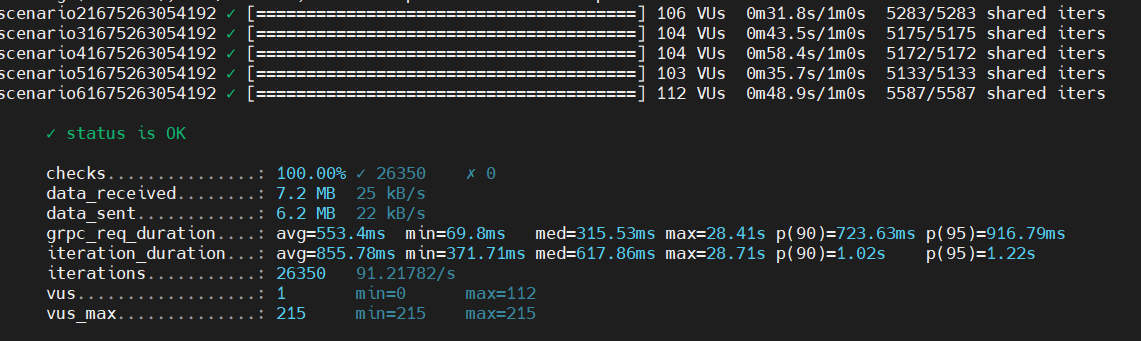 scenario21675263054192 ✓ [======================================] 106 VUs  0m31.8s/1m0s  5283/5283 shared iters
scenario31675263054192 ✓ [======================================] 104 VUs  0m43.5s/1m0s  5175/5175 shared iters
scenario41675263054192 ✓ [======================================] 104 VUs  0m58.4s/1m0s  5172/5172 shared iters
scenario51675263054192 ✓ [======================================] 103 VUs  0m35.7s/1m0s  5133/5133 shared iters
scenario61675263054192 ✓ [======================================] 112 VUs  0m48.9s/1m0s  5587/5587 shared iters
✓ status is OK
checks...............: 100.00% ✓ 26350    ✗ 0
data_received........: 7.2 MB  25 kB/s
data_sent............: 6.2 MB  22 kB/s
grpc_req_duration....: avg=553.4ms  min=69.8ms   med=315.53ms max=28.41s p(90)=723.63ms p(95)=916.79ms
iteration_duration...: avg=855.78ms min=371.71ms med=617.86ms max=28.71s p(90)=1.02s    p(95)=1.22s
iterations...........: 26350   91.21782/s
vus..................: 1       min=0      max=112
vus_max..............: 215     min=215    max=215